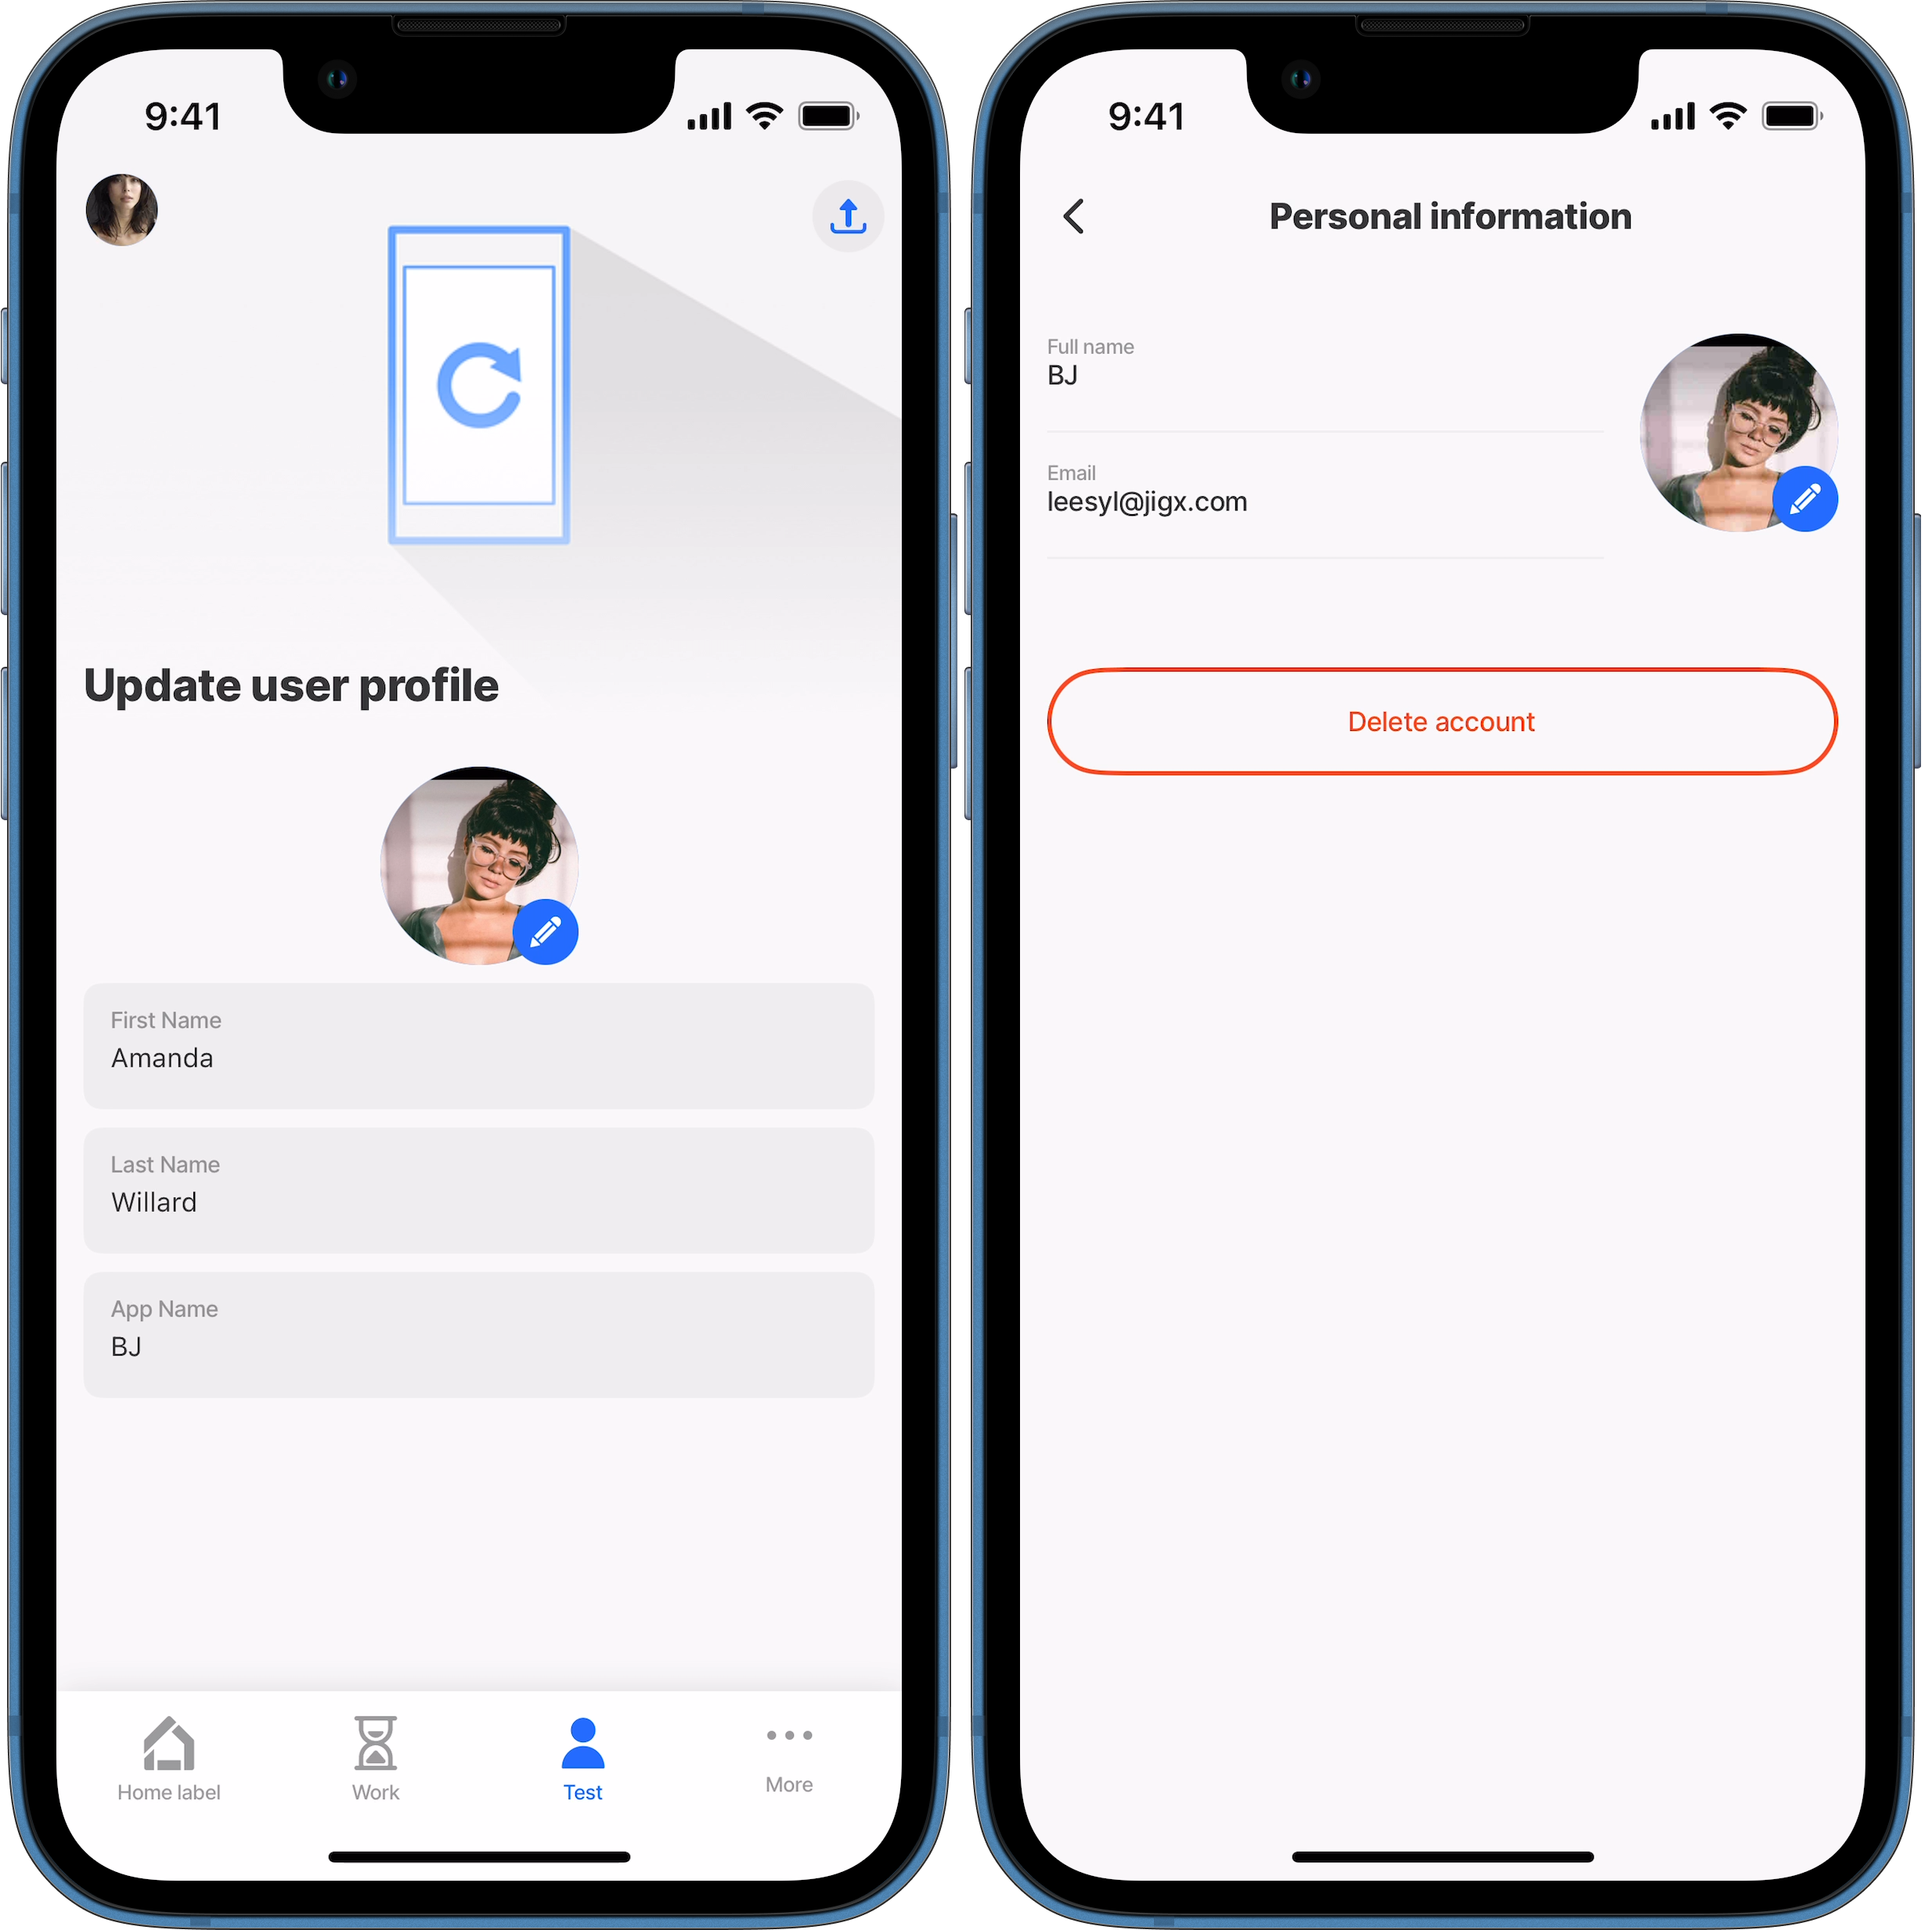 9:41
Update user profile
First Name
Amanda
Last Name
Willard
App Name
BJ
Home label
Work
Test
More
9:41
Personal information
Full name
BJ
Email
leesyl@jigx.com
Delete account